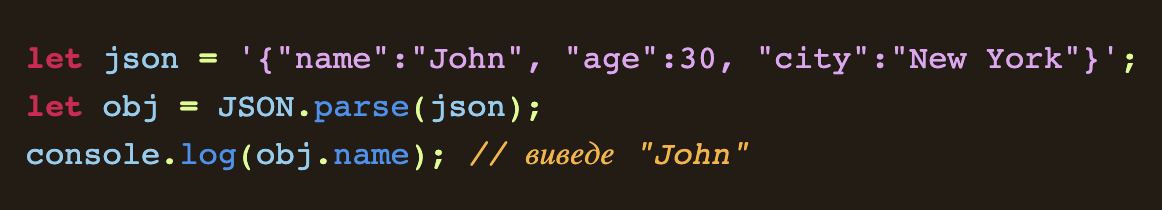 let json = '{"name":"John", "age":30, "city":"New York"}';
let obj = JSON.parse(json);
console.log(obj.name); // виведе "John"